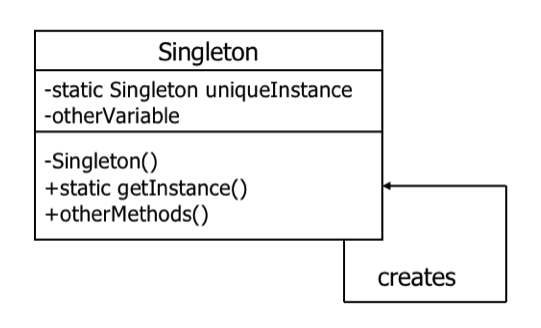 Singleton
-static Singleton uniqueInstance
-otherVariable
-Singleton()
+static getInstance()
+otherMethods()
creates